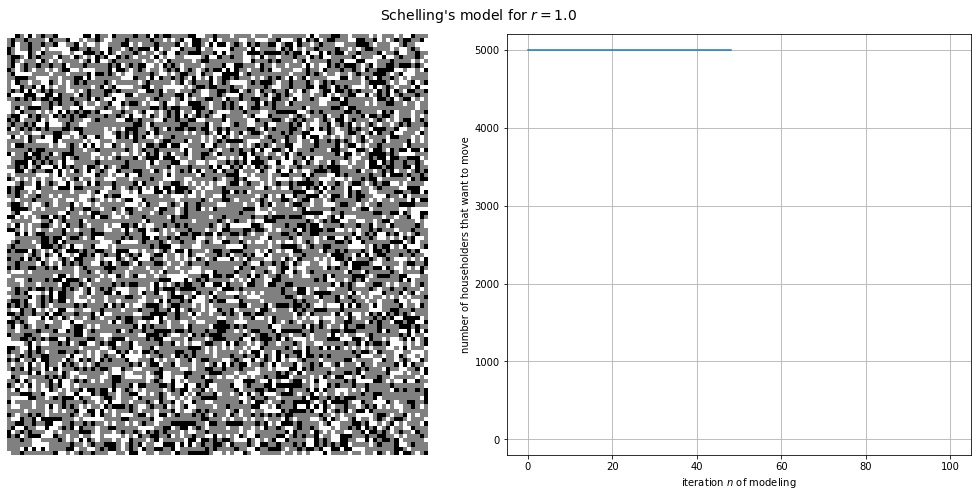 Schelling's model for r = 1.0
number of householders that want to move
5000
4000
3000
2000
1000
0
0 20 40 60 80 100
iteration n of modeling